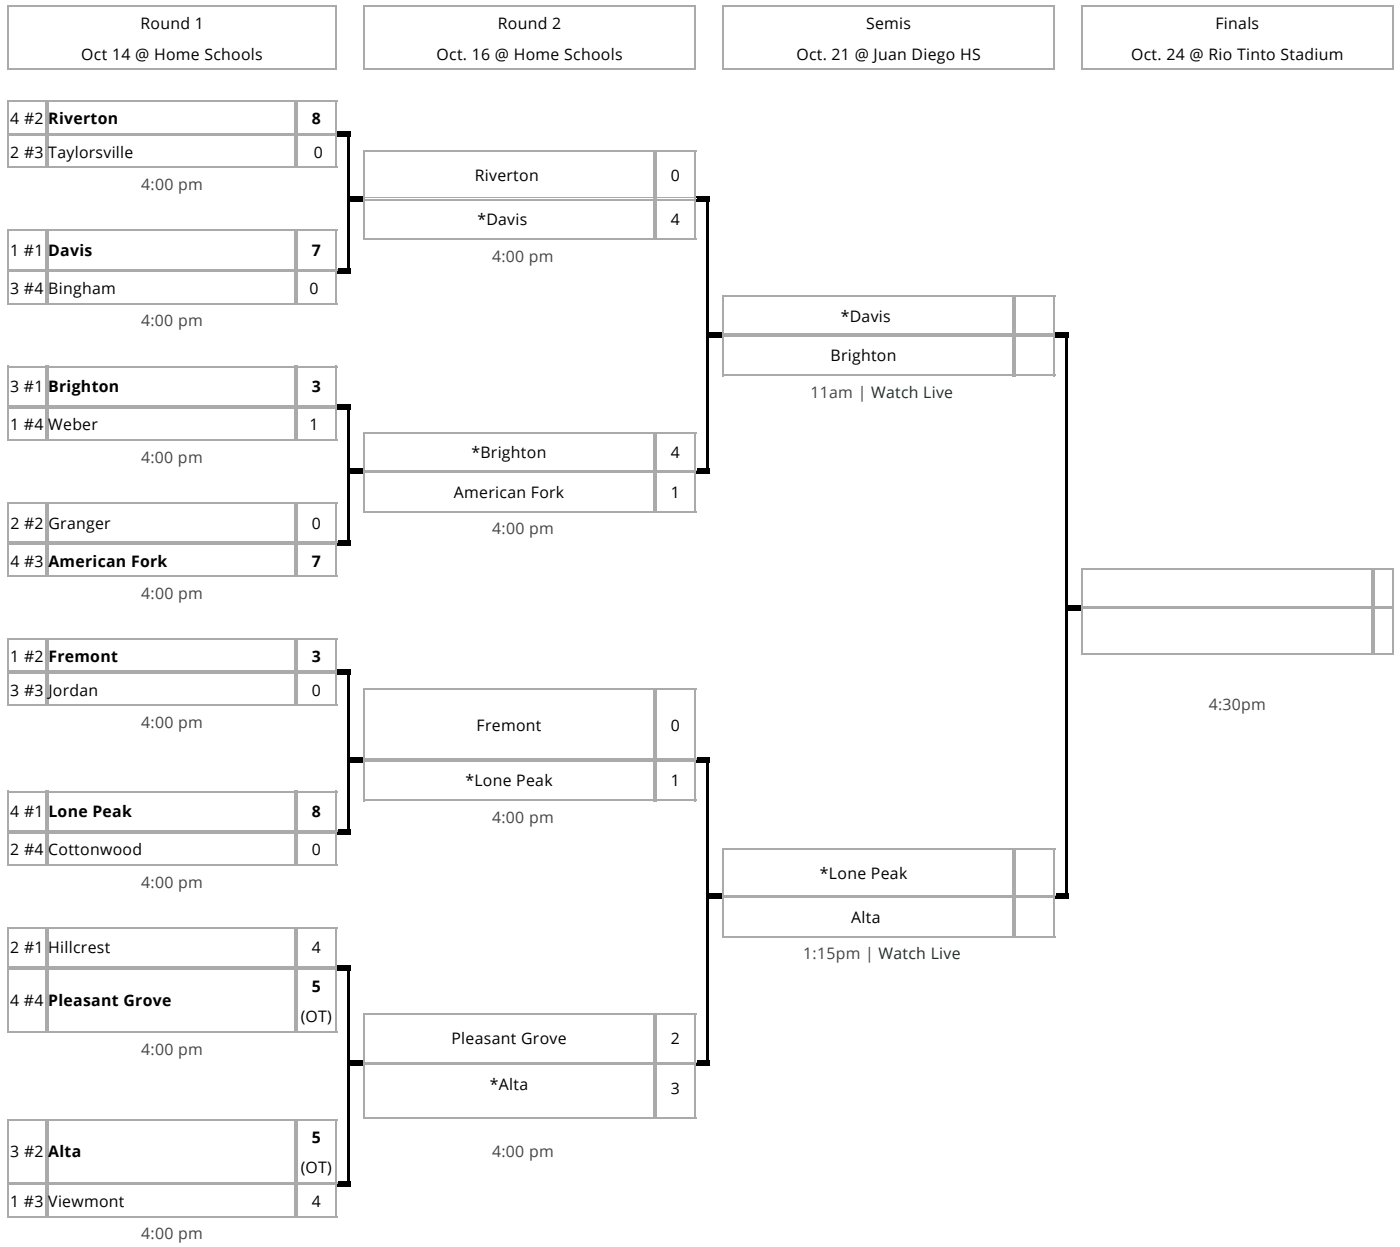 Round 1
Oct 14 @ Home Schools
Round 2
Oct. 16 @ Home Schools
Semis
Oct. 21 @ Juan Diego HS
Finals
Oct. 24 @ Rio Tinto Stadium
4 #2 Riverton 8
2 #3 Taylorsville 0
4:00 pm
1 #1 Davis 7
3 #4 Bingham 0
4:00 pm
3 #1 Brighton 3
1 #4 Weber 1
4:00 pm
2 #2 Granger 0
4 #3 American Fork 7
4:00 pm
1 #2 Fremont 3
3 #3 Jordan 0
4:00 pm
4 #1 Lone Peak 8
2 #4 Cottonwood 0
4:00 pm
2 #1 Hillcrest 4
4 #4 Pleasant Grove 5
(OT)
4:00 pm
3 #2 Alta 5
(OT)
1 #3 Viewmont 4
4:00 pm
Riverton 0
*Davis 4
4:00 pm
*Brighton 4
American Fork 1
4:00 pm
Fremont 0
*Lone Peak 1
4:00 pm
Pleasant Grove 2
*Alta 3
4:00 pm
*Davis
Brighton
11am | Watch Live
*Lone Peak
Alta
1:15pm | Watch Live
4:30pm